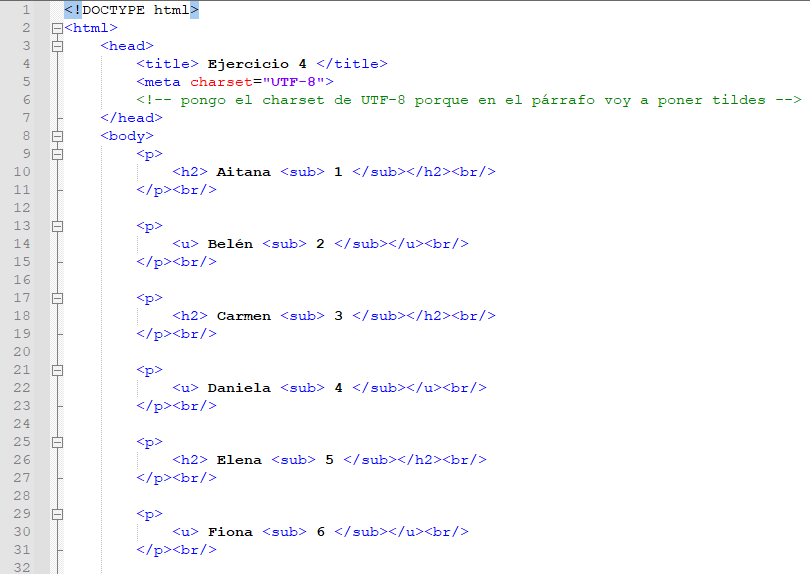 1 <!DOCTYPE html>
2 <html>
3 <head>
4 <title> Ejercicio 4 </title>
5 <meta charset="UTF-8">
6 <!-- pongo el charset de UTF-8 porque en el párrafo voy a poner tildes -->
7 </head>
8 <body>
9 <p>
10 <h2> Aitana <sub> 1 </sub></h2><br/>
11 </p><br/>
12
13 <p>
14 <u> Belén <sub> 2 </sub></u><br/>
15 </p><br/>
16
17 <p>
18 <h2> Carmen <sub> 3 </sub></h2><br/>
19 </p><br/>
20
21 <p>
22 <u> Daniela <sub> 4 </sub></u><br/>
23 </p><br/>
24
25 <p>
26 <h2> Elena <sub> 5 </sub></h2><br/>
27 </p><br/>
28
29 <p>
30 <u> Fiona <sub> 6 </sub></u><br/>
31 </p><br/>
32